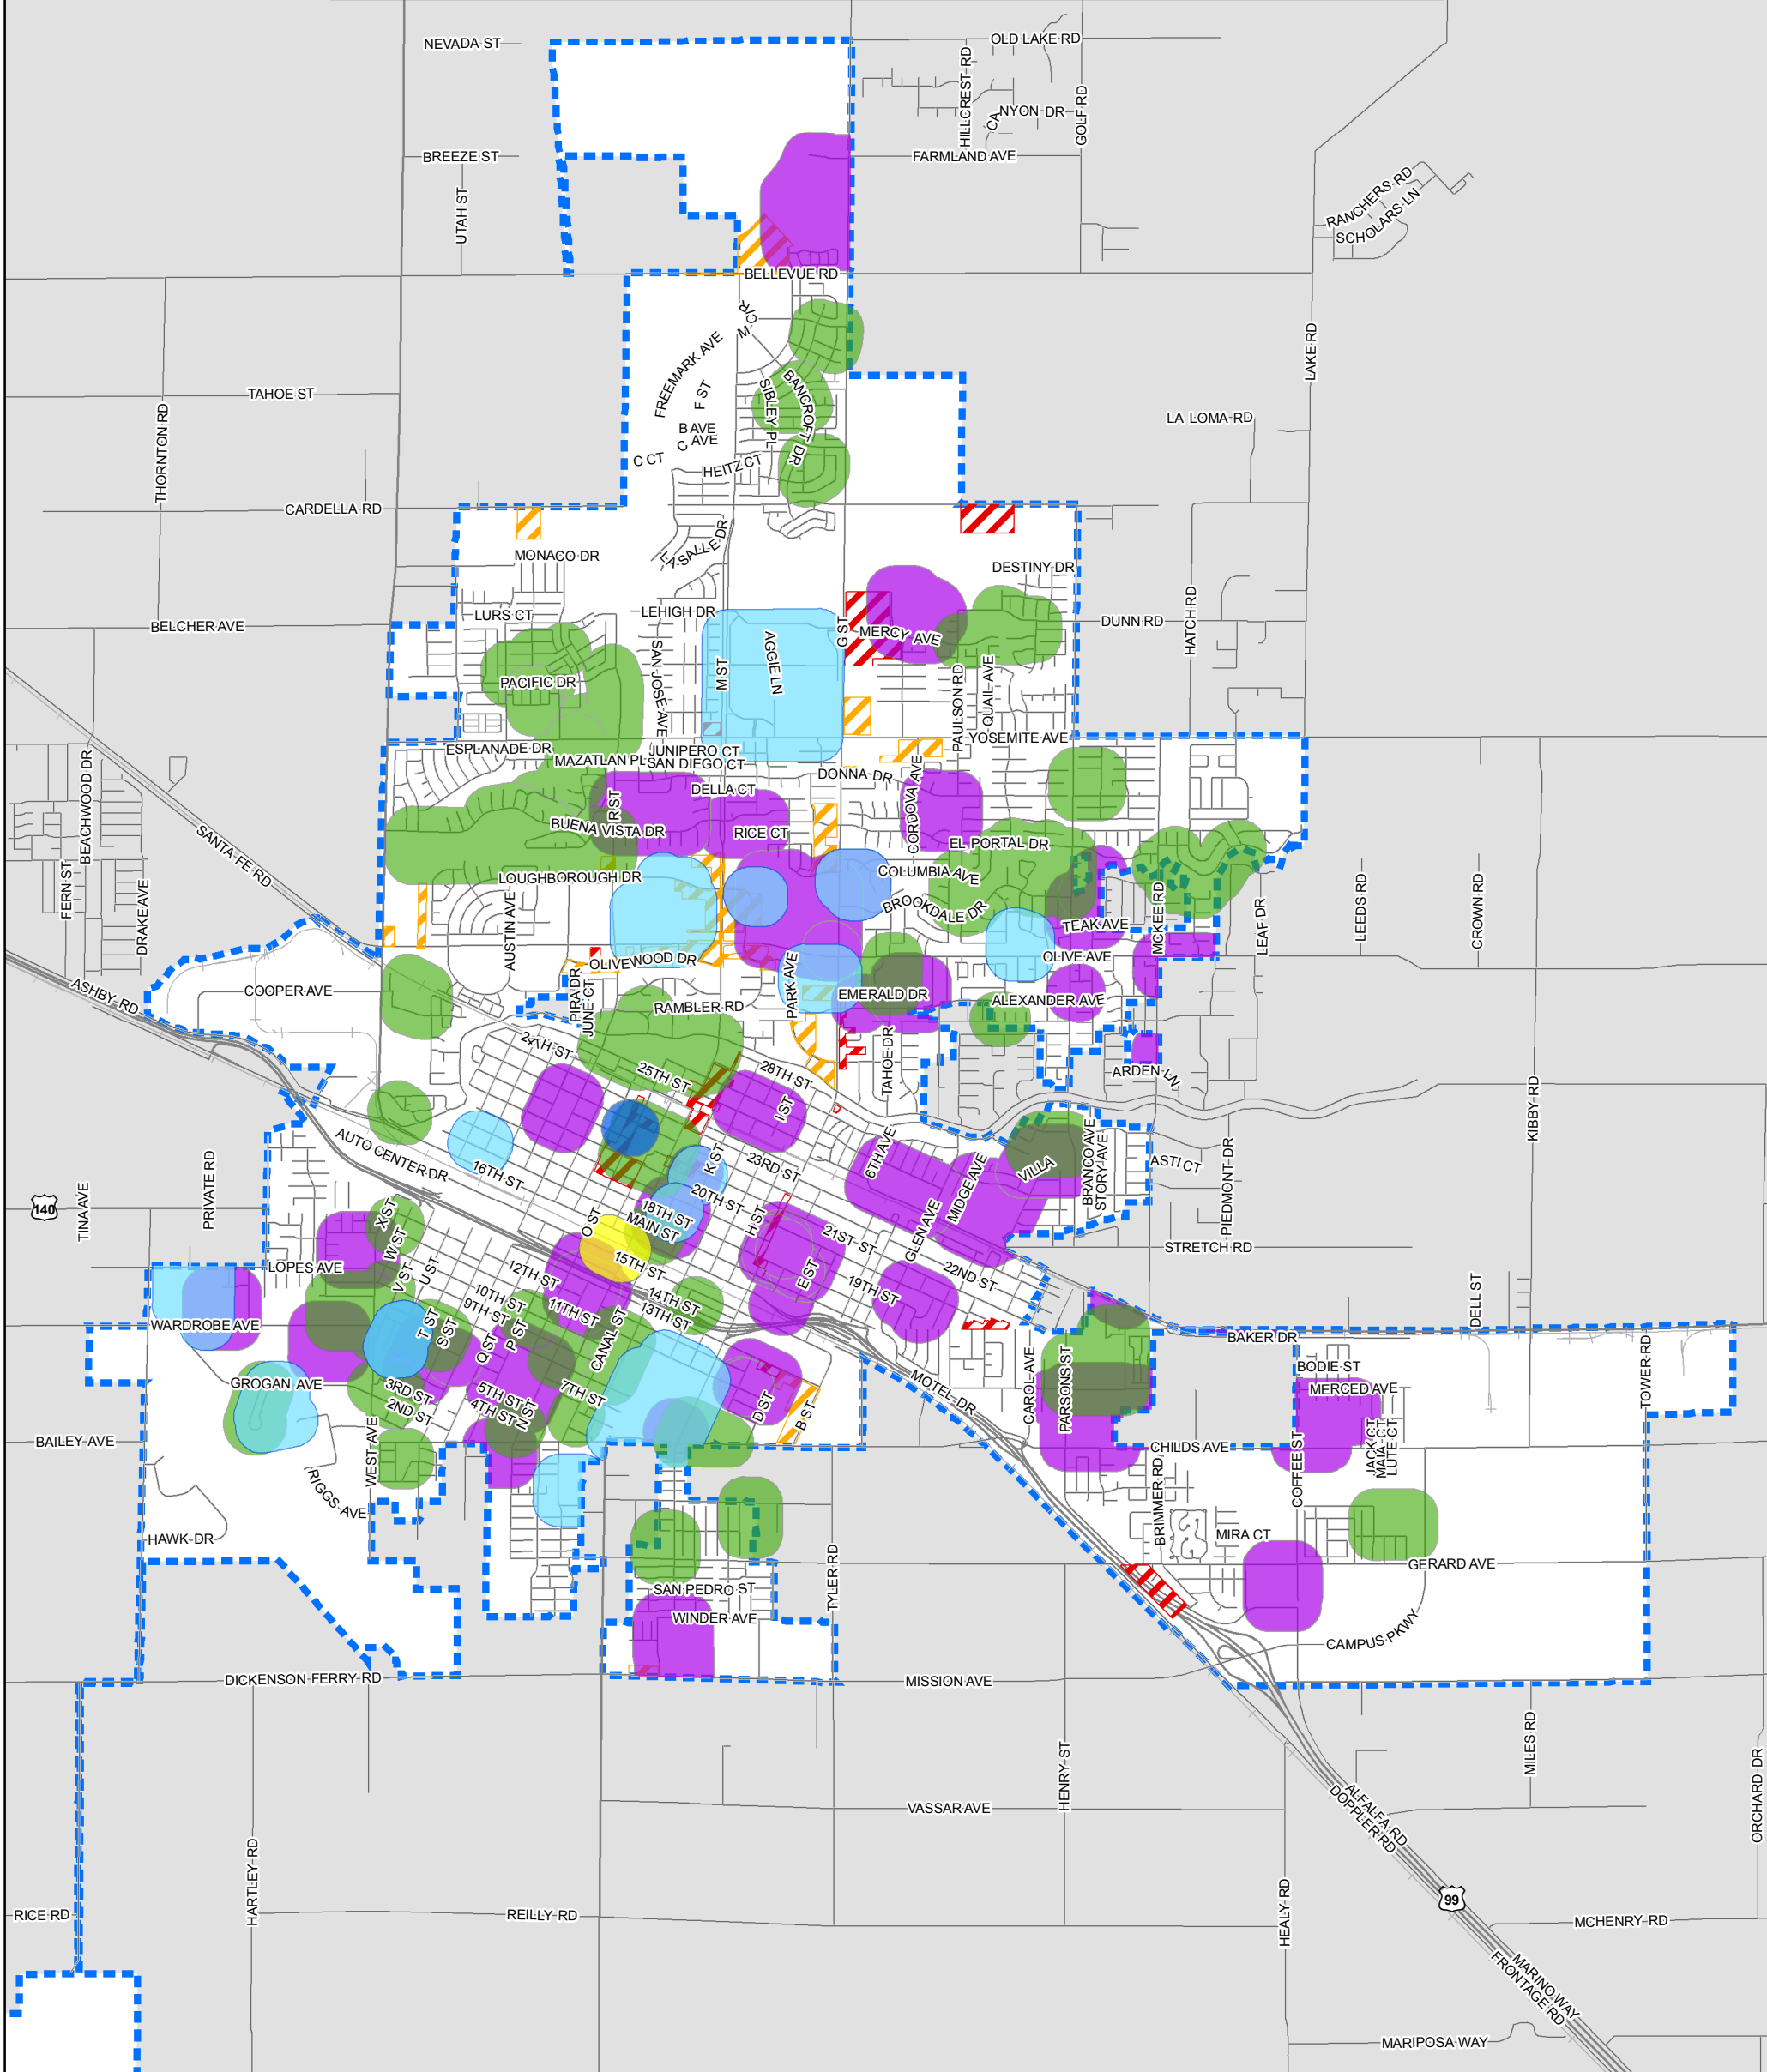 NEVADA ST
OLD LAKE RD
HILLCREST RD
CA
NYON DR
GOLF RD
BREEZE ST
FARMLAND AVE
UTAH ST
RANCHERS RD
SCHOLARS LN
BELLEVUE RD
M CIR
FREEMARK AVE
F ST
SIBLEY PL
BANCROFT DR
LAKE RD
TAHOE ST
THORNTON RD
B AVE
C AVE
C CT
HEITZ CT
LA LOMA RD
CARDELLA RD
MONACO DR
LA SALLE DR
DESTINY DR
LURS CT
LEHIGH DR
BELCHER AVE
G ST
MERCY AVE
DUNN RD
HATCH RD
SAN JOSE AVE
M ST
AGGIE LN
PACIFIC DR
PAULSON RD
QUAIL AVE
ESPLANADE DR
JUNIPERO CT
YOSEMITE AVE
MAZATLAN PL
SAN DIEGO CT
DONNA DR
CORDOVA AVE
BEACHWOOD DR
DELLA CT
R ST
BUENA VISTA DR
RICE CT
EL PORTAL DR
SANTA FE RD
FERN ST
DRAKE AVE
LOUGHBOROUGH DR
COLUMBIA AVE
BROOKDALE DR
AUSTIN AVE
TEAK AVE
MCKEE RD
LEAF DR
LEEDS RD
CROWN RD
OLIVEWOOD DR
OLIVE AVE
ASHBY RD
COOPER AVE
PIRA DR
JUNE CT
RAMBLER RD
PARK AVE
EMERALD DR
ALEXANDER AVE
24TH ST
25TH ST
28TH ST
TAHOE DR
ARDEN LN
I ST
KIBBY RD
AUTO CENTER DR
16TH ST
K ST
23RD ST
6TH AVE
MIDGE AVE
VILLA
BRANCO AVE
STORY AVE
ASTI CT
PIEDMONT DR
140
TINA AVE
PRIVATE RD
X ST
W ST
O ST
18TH ST
MAIN ST
20TH ST
H ST
21ST ST
GLEN AVE
STRETCH RD
LOPES AVE
V ST
U ST
12TH ST
15TH ST
E ST
19TH ST
22ND ST
10TH ST
9TH ST
11TH ST
14TH ST
13TH ST
DELL ST
WARDROBE AVE
T ST
S ST
Q ST
P ST
CANAL ST
BAKER DR
BODIE ST
TOWER RD
GROGAN AVE
3RD ST
2ND ST
5TH ST
4TH ST
N ST
7TH ST
D ST
B ST
MOTEL DR
CAROL AVE
PARSONS ST
MERCED AVE
BAILEY AVE
WEST AVE
CHILDS AVE
COFFEE ST
JACK CT
MAIA CT
LUTE CT
RIGGS AVE
BRIMMER RD
HAWK DR
MIRA CT
GERARD AVE
SAN PEDRO ST
TYLER RD
WINDER AVE
CAMPUS PKWY
DICKENSON FERRY RD
MISSION AVE
HENRY ST
MILES RD
ORCHARD DR
VASSAR AVE
ALFALFA RD
DOPPLER RD
HARTLEY RD
HEALY RD
99
RICE RD
REILLY RD
MCHENRY RD
MARINO WAY
FRONTAGE RD
MARIPOSA WAY